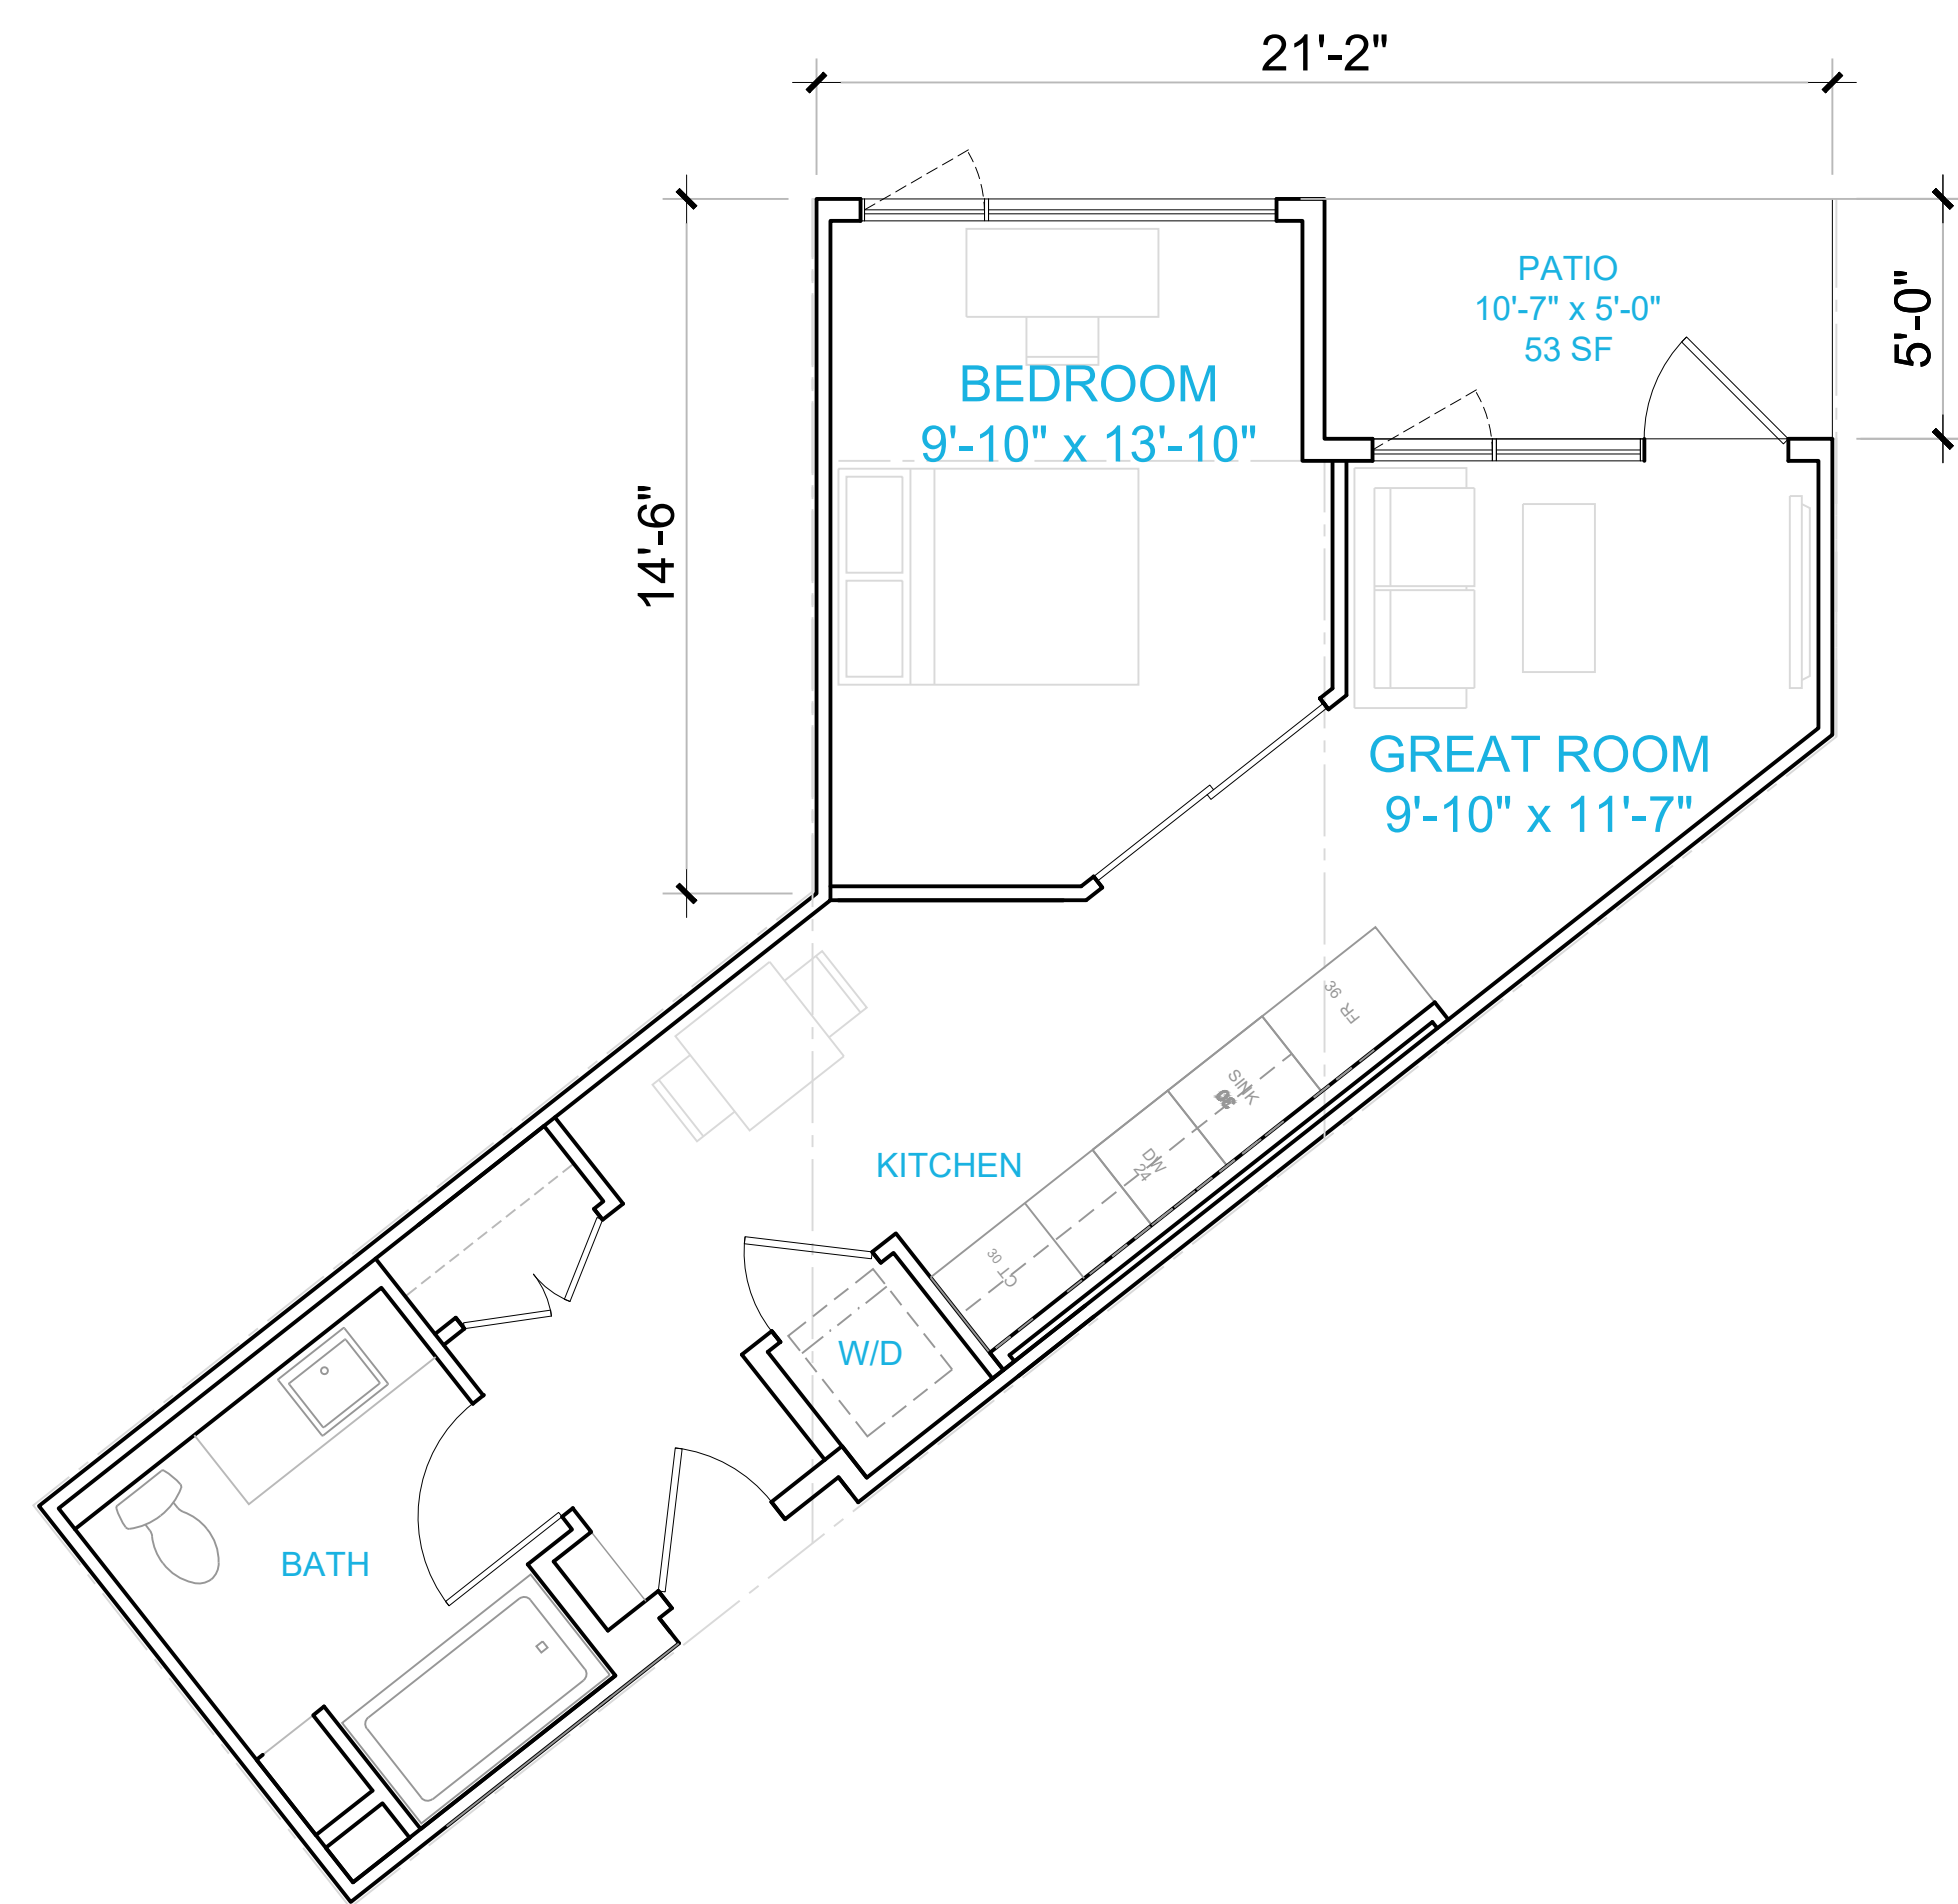 21'-2"
PATIO
10'-7" x 5'-0"
53 SF
5'-0"
BEDROOM
9'-10" x 13'-10"
14'-6"
GREAT ROOM
9'-10" x 11'-7"
36 FR
SINK
DW
24
KITCHEN
30 CT
W/D
BATH